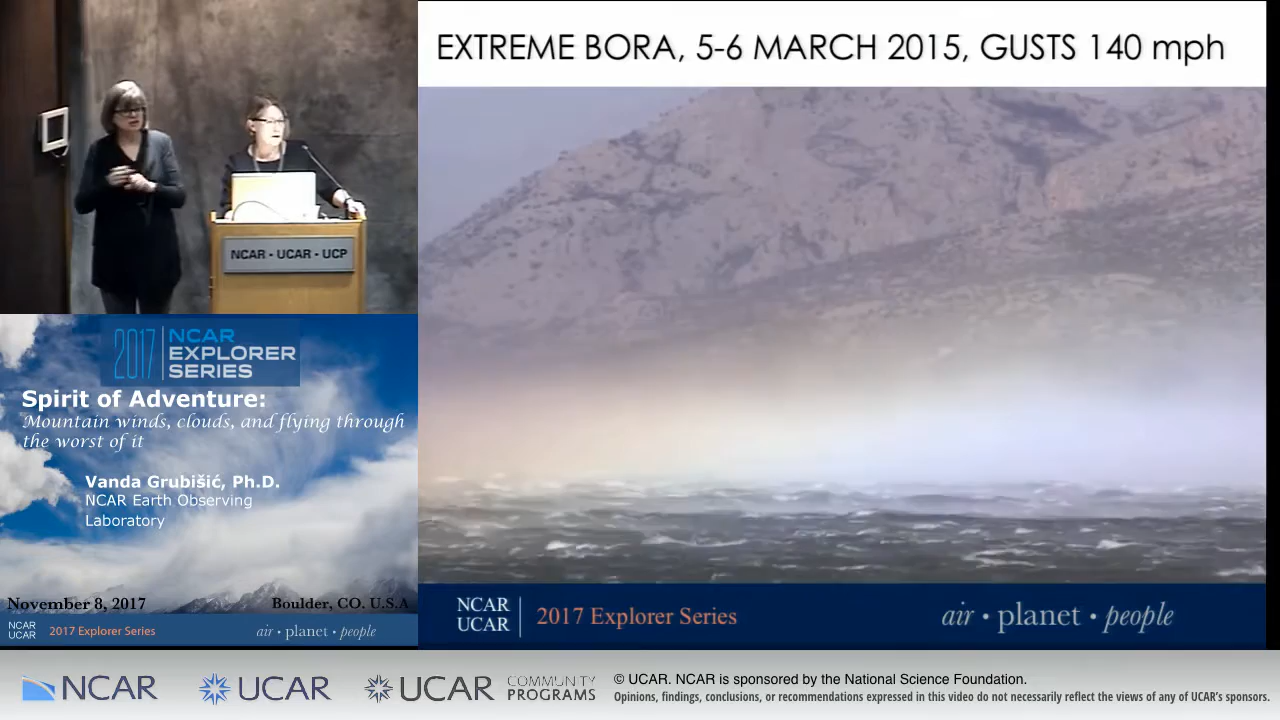 EXTREME BORA, 5-6 MARCH 2015, GUSTS 140 mph
NCAR • UCAR • UCP
2017 NCAR
EXPLORER
SERIES
Spirit of Adventure:
Mountain winds, clouds, and flying through
the worst of it
Vanda Grubišić, Ph.D.
NCAR Earth Observing
Laboratory
November 8, 2017 Boulder, CO. U.S.A
NCAR
UCAR 2017 Explorer Series air • planet • people
NCAR
UCAR 2017 Explorer Series air • planet • people
NCAR UCAR UCAR COMMUNITY
PROGRAMS
© UCAR. NCAR is sponsored by the National Science Foundation.
Opinions, findings, conclusions, or recommendations expressed in this video do not necessarily reflect the views of any of UCAR's sponsors.